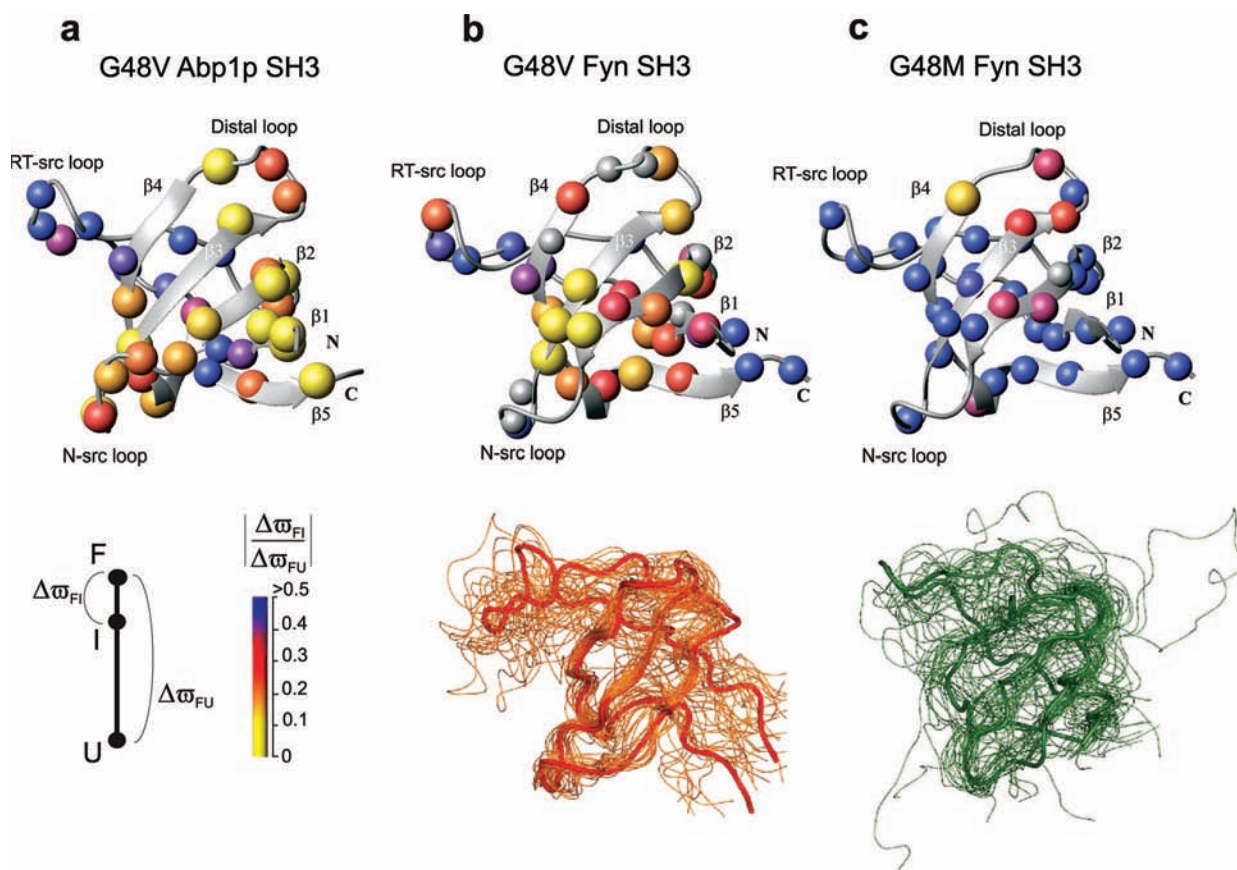 a
G48V Abp1p SH3
b
G48V Fyn SH3
c
G48M Fyn SH3
Distal loop
RT-src loop
β4
β3
β2
β1
N
C
β5
N-src loop
Distal loop
RT-src loop
β4
β3
β2
β1
N
C
β5
N-src loop
Distal loop
RT-src loop
β4
β3
β2
β1
N
C
β5
N-src loop
F
Δϖ_FI
I
Δϖ_FU
U
|Δϖ_FI / Δϖ_FU|
>0.5
0.4
0.3
0.2
0.1
0